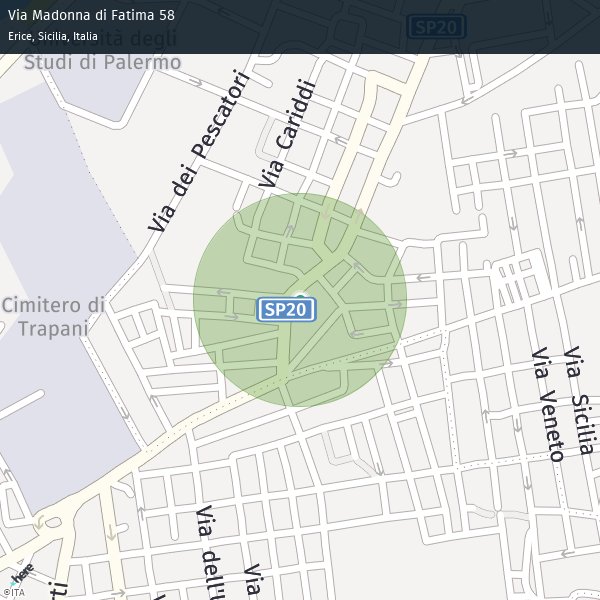 Via Madonna di Fatima 58
Erice, Sicilia, Italia
SP20
Università degli
Studi di Palermo
Via dei Pescatori
Via Cariddi
Cimitero di
Trapani
SP20
Via Veneto
Via Sicilia
Via dell'
Via
here
©ITA